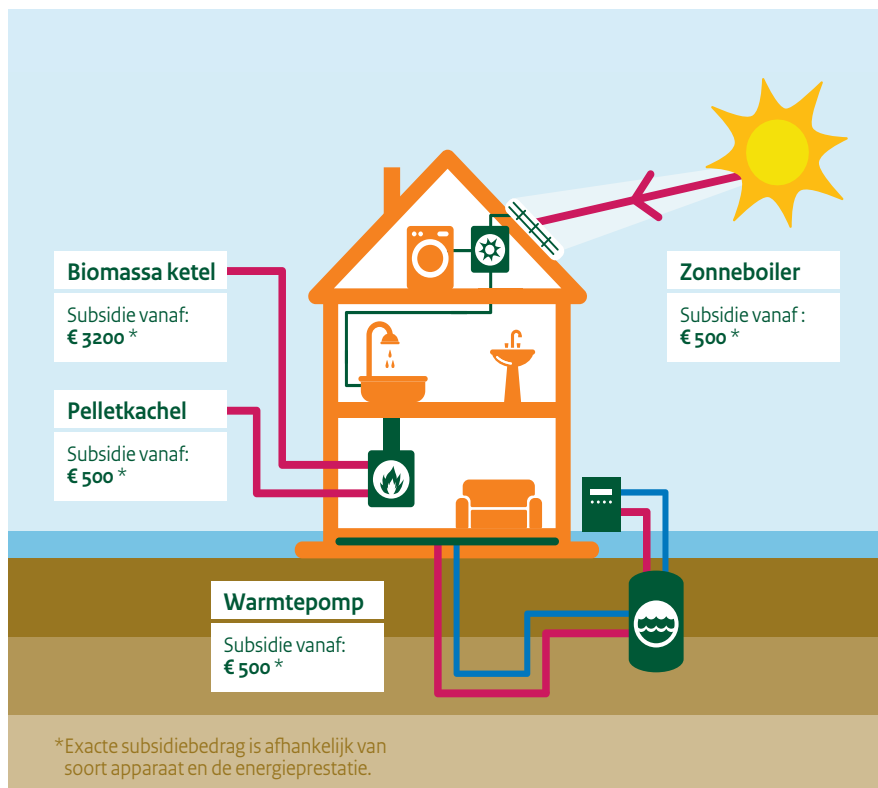 Biomassa ketel
Subsidie vanaf:
€ 3200 *
Zonneboiler
Subsidie vanaf :
€ 500 *
Pelletkachel
Subsidie vanaf:
€ 500 *
Warmtepomp
Subsidie vanaf:
€ 500 *
*Exacte subsidiebedrag is afhankelijk van
soort apparaat en de energieprestatie.